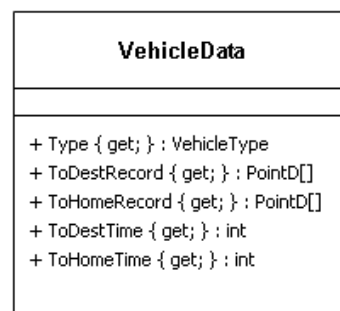 VehicleData
+ Type { get; } : VehicleType
+ ToDestRecord { get; } : PointD[]
+ ToHomeRecord { get; } : PointD[]
+ ToDestTime { get; } : int
+ ToHomeTime { get; } : int